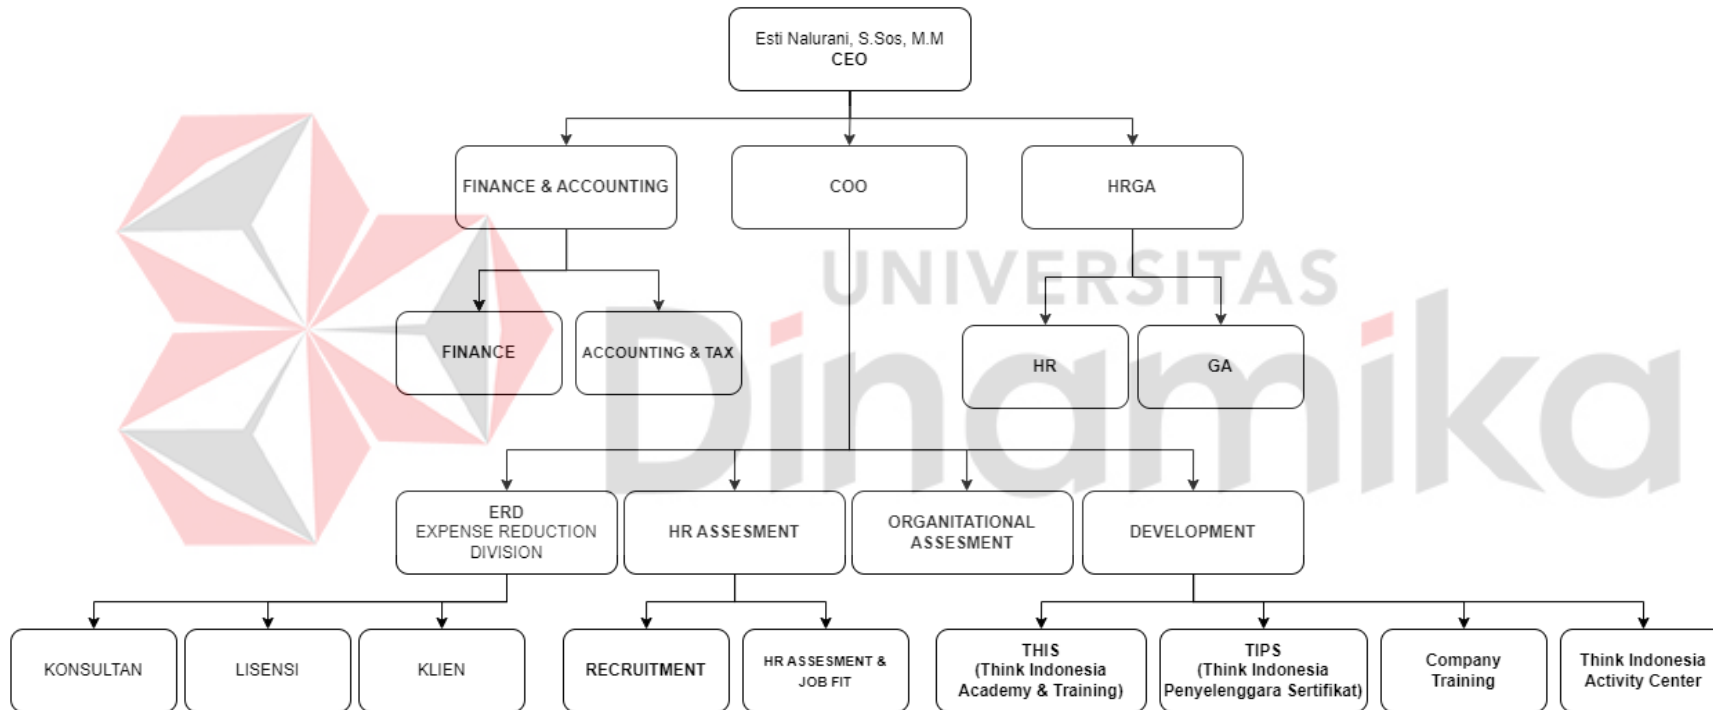 Esti Nalurani, S.Sos, M.M
CEO
FINANCE & ACCOUNTING
COO
HRGA
UNIVERSITAS
Dinamika
FINANCE
ACCOUNTING & TAX
HR
GA
ERD
EXPENSE REDUCTION
DIVISION
HR ASSESMENT
ORGANITATIONAL
ASSESMENT
DEVELOPMENT
KONSULTAN
LISENSI
KLIEN
RECRUITMENT
HR ASSESMENT &
JOB FIT
THIS
(Think Indonesia
Academy & Training)
TIPS
(Think Indonesia
Penyelenggara Sertifikat)
Company
Training
Think Indonesia
Activity Center